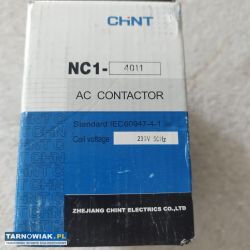 CHNT
NC1-
4011
AC CONTACTOR
Standard IEC60947-4-1
Coil voltage
230V 50Hz
ZHEJIANG CHINT ELECTRICS CO.,LTD
TARNOWIAK.PL